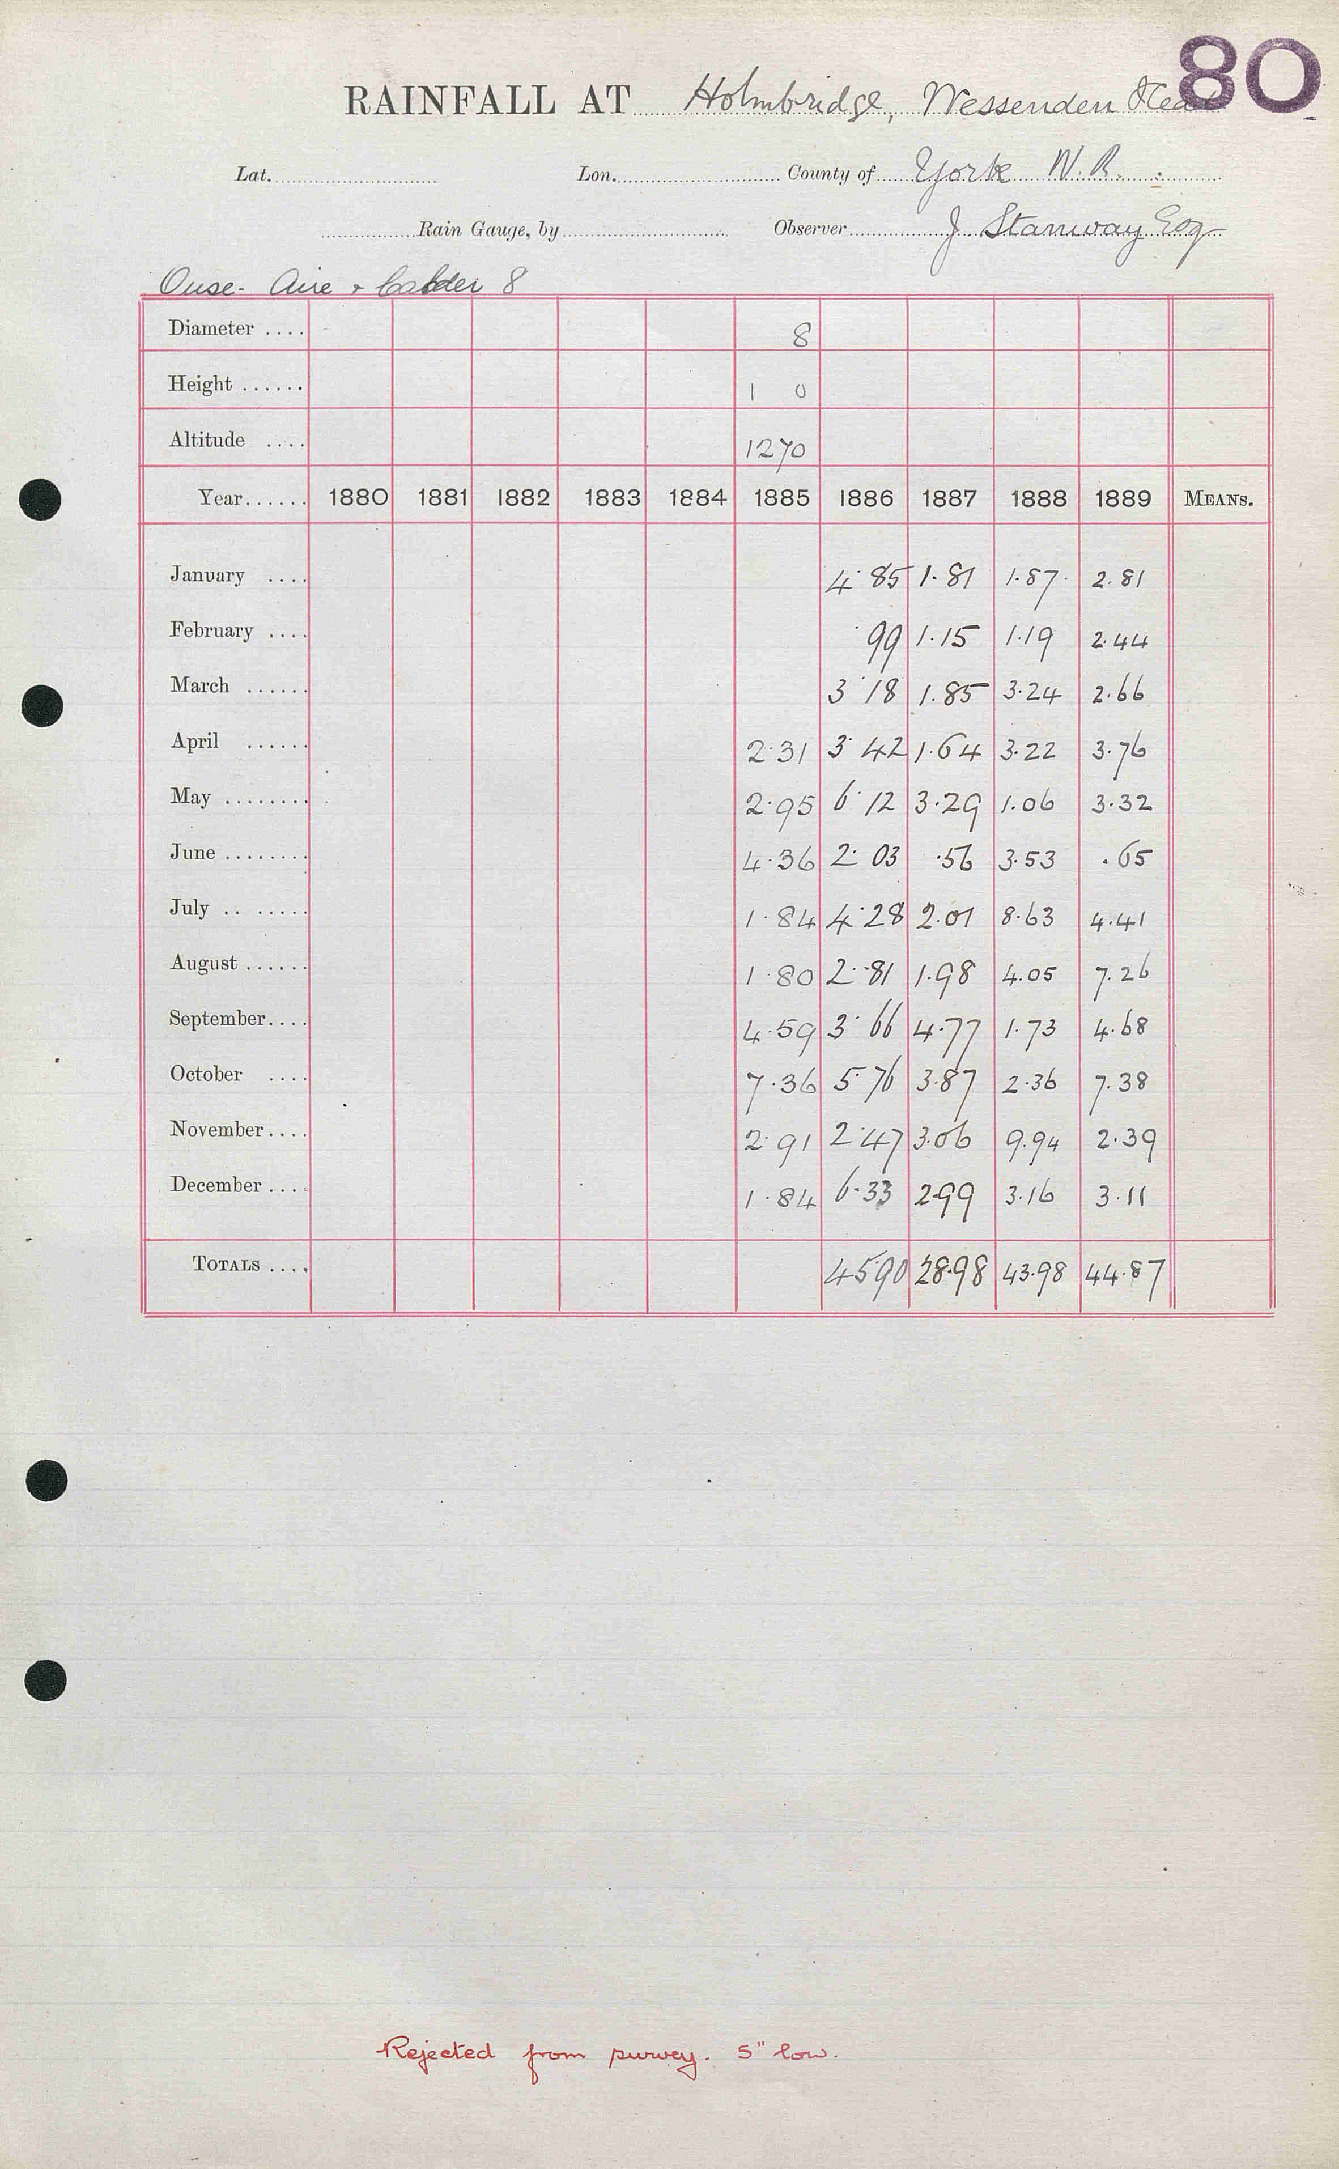 80
RAINFALL AT Holmbridge, Wessenden Head
Lat. Lon. County of York W. R.
Rain Gauge, by Observer J. Stanway Esq
Ouse - Aire + Calder 8
Diameter .... 8
Height ...... 1 0
Altitude .... 1270
Year...... 1880 1881 1882 1883 1884 1885 1886 1887 1888 1889 MEANS.
January .... 4·85 1·81 1·87 2.81
February .... ·99 1·15 1·19 2.44
March ...... 3·18 1.85 3·24 2.66
April ...... 2·31 3·42 1·64 3.22 3.76
May ........ 2·95 6·12 3·29 1.06 3.32
June ........ 4·36 2·03 ·56 3·53 .65
July .. ...... 1·84 4·28 2·01 8·63 4.41
August ...... 1·80 2·81 1·98 4.05 7.26
September.... 4·59 3·66 4·77 1·73 4.68
October .... 7·36 5·76 3·87 2·36 7.38
November.... 2·91 2·47 3·06 9.94 2·39
December .... 1·84 6·33 2·99 3·16 3·11
TOTALS .... 45 90 28·98 43·98 44·87
Rejected from survey. 5" low.